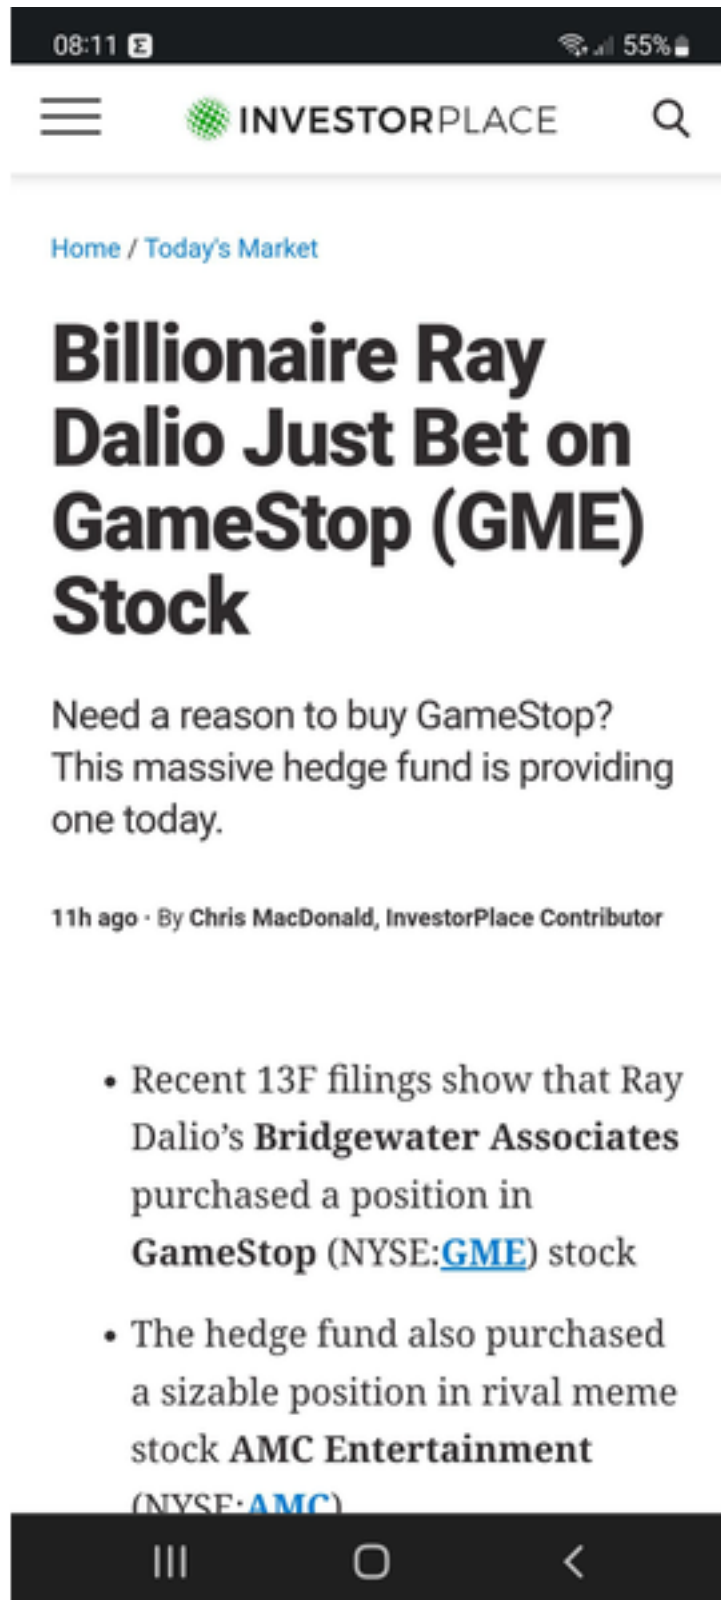 08:11 Σ 55%
INVESTORPLACE
Home / Today's Market
Billionaire Ray
Dalio Just Bet on
GameStop (GME)
Stock
Need a reason to buy GameStop?
This massive hedge fund is providing
one today.
11h ago · By Chris MacDonald, InvestorPlace Contributor
• Recent 13F filings show that Ray
Dalio’s Bridgewater Associates
purchased a position in
GameStop (NYSE:GME) stock
• The hedge fund also purchased
a sizable position in rival meme
stock AMC Entertainment
(NYSE:AMC)